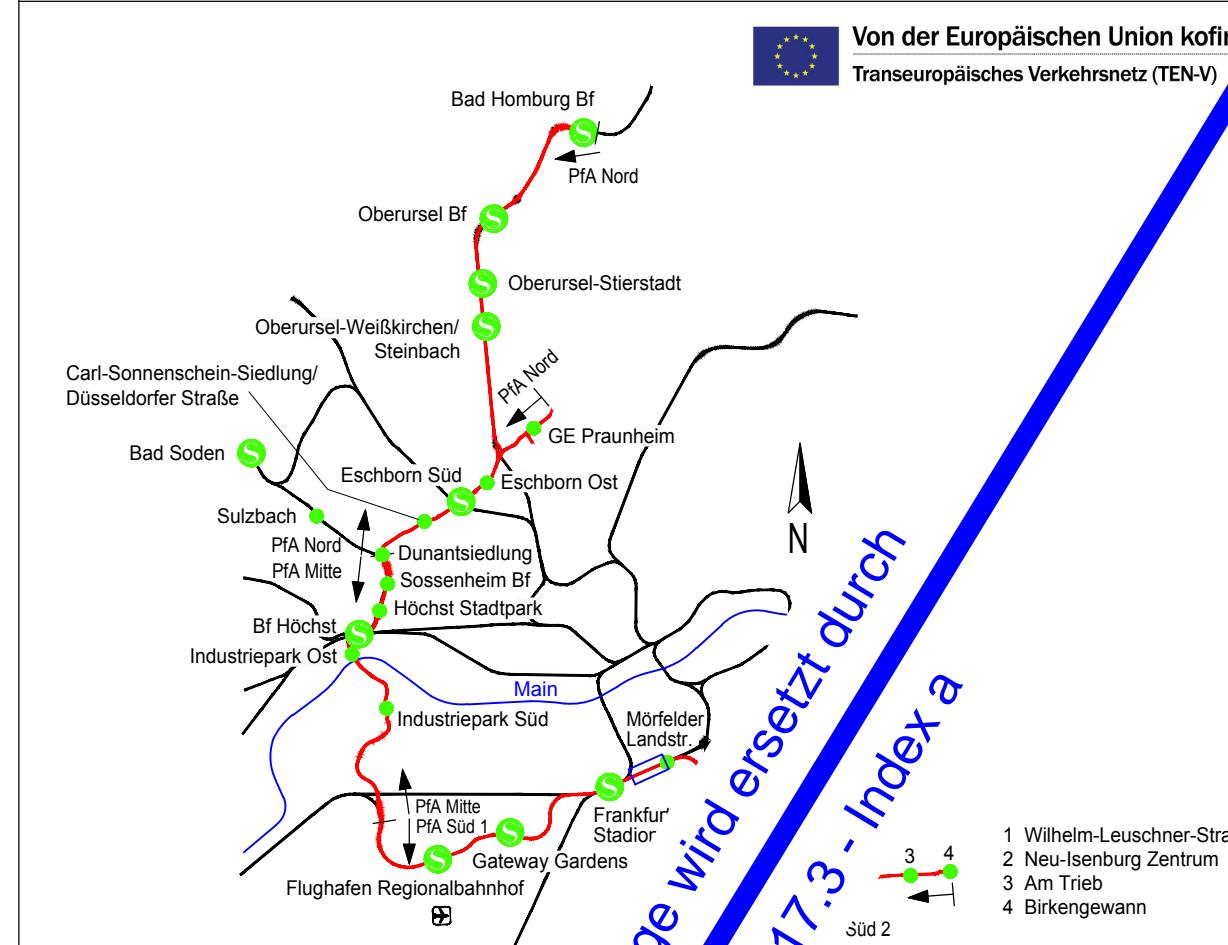 Von der Europäischen Union
Transeuropäisches Verkehrsnetz (TEN-V)
Bad Homburg Bf
PfA Nord
Oberursel Bf
Oberursel-Stierstadt
Oberursel-Weißkirchen/
Steinbach
PfA Nord
Carl-Sonnenschein-Siedlung/
Düsseldorfer Straße
GE Praunheim
Bad Soden
Eschborn Süd
Eschborn Ost
Sulzbach
PfA Nord
PfA Mitte
Dunantsiedlung
Sossenheim Bf
Höchst Stadtpark
Bf Höchst
Industriepark Ost
Main
Industriepark Süd
Mörfelder
Landstr.
N
PfA Mitte
PfA Süd 1
Frankfur
Stadior
Gateway Gardens
Flughafen Regionalbahnhof
wird ersetzt durch
17.3 - Index a
3 4
Süd 2
1 Wilhelm-Leuschner-Stra
2 Neu-Isenburg Zentrum
3 Am Trieb
4 Birkengewann